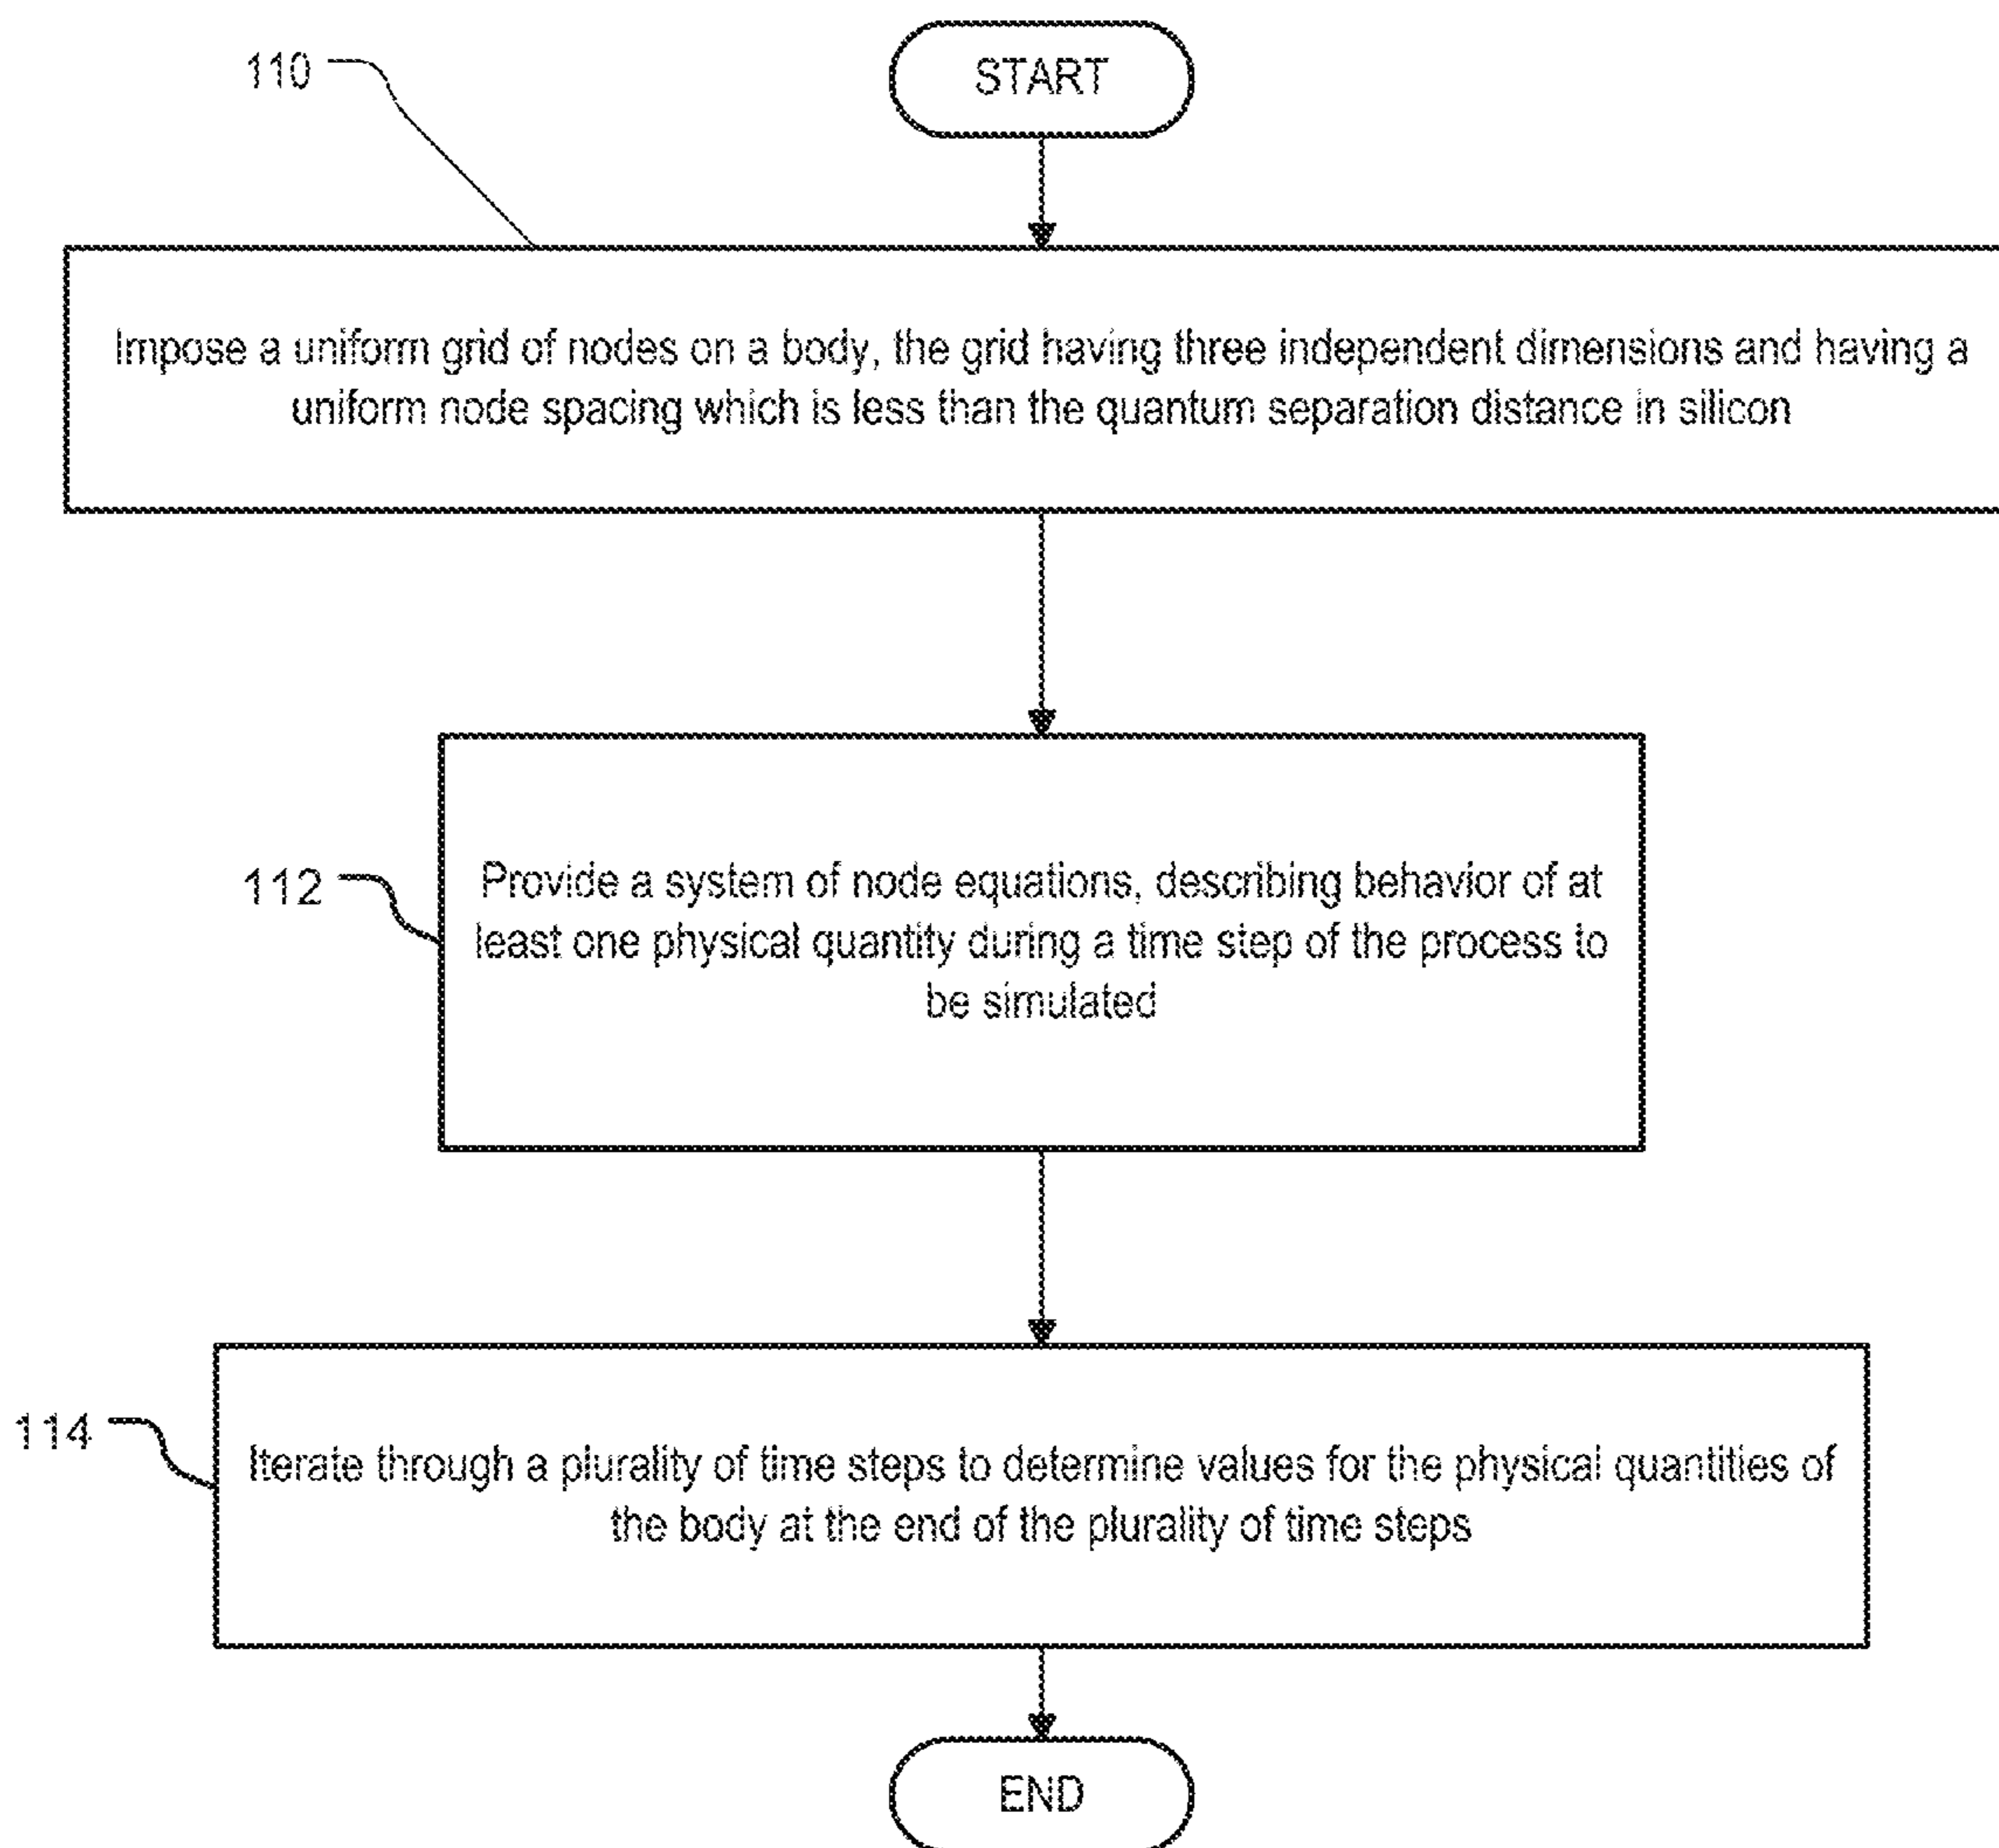 START
110
Impose a uniform grid of nodes on a body, the grid having three independent dimensions and having a
uniform node spacing which is less than the quantum separation distance in silicon
112
Provide a system of node equations, describing behavior of at
least one physical quantity during a time step of the process to
be simulated
114
Iterate through a plurality of time steps to determine values for the physical quantities of
the body at the end of the plurality of time steps
END